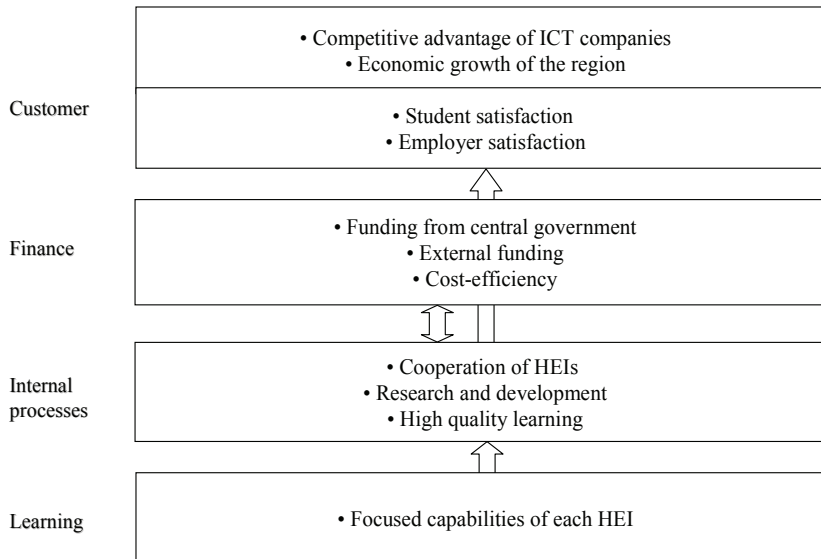 • Competitive advantage of ICT companies
• Economic growth of the region
Customer
• Student satisfaction
• Employer satisfaction
• Funding from central government
Finance
• External funding
• Cost-efficiency
• Cooperation of HEIs
Internal
processes
• Research and development
• High quality learning
Learning
• Focused capabilities of each HEI